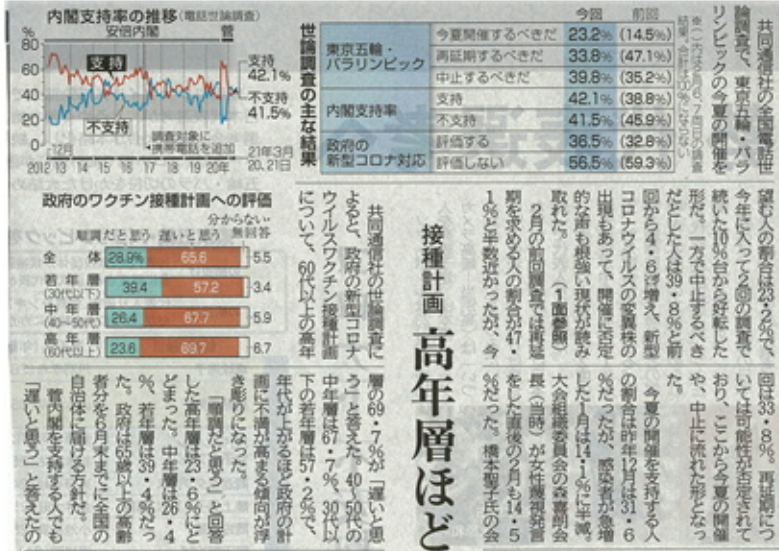 内閣支持率の推移(電話世論調査)
安倍内閣 菅
%
80
60
40
20
0
支持
不支持
支持
42.1%
不支持
41.5%
12月
調査対象に
携帯電話を追加
21年3月
20、21日
2012 13 14 15 16 17 18 19 20年
世論調査の主な結果
今回 前回
東京五輪・
パラリンピック
今夏開催するべきだ 23.2% (14.5%)
再延期するべきだ 33.8% (47.1%)
中止するべきだ 39.8% (35.2%)
内閣支持率
支持 42.1% (38.8%)
不支持 41.5% (45.9%)
政府の
新型コロナ対応
評価する 36.5% (32.8%)
評価しない 56.5% (59.3%)
共同通信社の全国電話世
論調査で、東京五輪・パラ
リンピックの今夏の開催を
望む人の割合は23・2%で、
今年に入って2回の調査で
続いた10%台から好転した
形だ。一方で中止するべき
だとした人は39・8%と前
回から4・6㌽増え、新型
コロナウイルスの変異株の
出現もあって、開催に否定
的な声も根強い現状が読み
取れた。(1面参照)
2月の前回調査では再延
期を求める人の割合が47・
1%と半数近かったが、今
回は33・8%。再延期につ
いては可能性が否定されて
おり、ここから今夏の開催
や、中止に流れた形となっ
た。
今夏の開催を支持する人
の割合は昨年12月は31・6
%だったが、感染者が急増
した1月は14・1%に半減。
大会組織委員会の森喜朗会
長(当時)が女性蔑視発言
をした直後の2月も14・5
%だった。橋本聖子氏の会
接種計画
高年層ほど
政府のワクチン接種計画への評価
順調だと思う 遅いと思う 分からない・
無回答
全体 28.9% 65.6 5.5
若年層
(30代以下) 39.4 57.2 3.4
中年層
(40~50代) 26.4 67.7 5.9
高年層
(60代以上) 23.6 69.7 6.7
共同通信社の世論調査に
よると、政府の新型コロナ
ウイルスワクチン接種計画
について、60代以上の高年
層の69・7%が「遅いと思
う」と答えた。40~50代の
中年層は67・7%、30代以
下の若年層は57・2%で、
年代が上がるほど政府の計
画に不満が高まる傾向が浮
き彫りになった。
「順調だと思う」と回答
した高年層は23・6%にと
どまった。中年層は26・4
%、若年層は39・4%だっ
た。政府は65歳以上の高齢
者分を6月末までに全国の
自治体に届ける方針だ。
菅内閣を支持する人でも
「遅いと思う」と答えたの